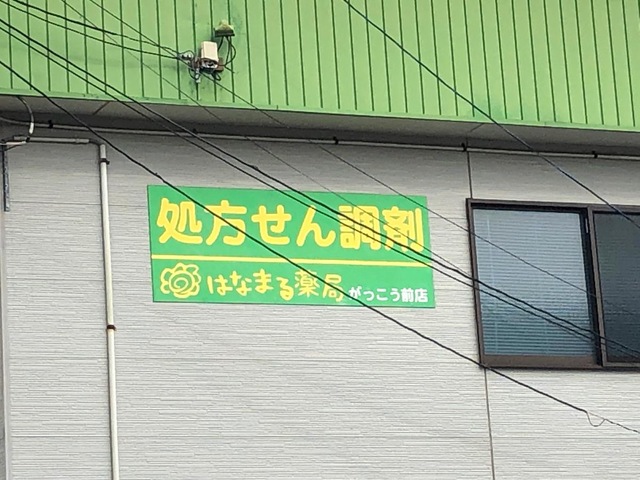 処方せん調剤
はなまる薬局 がっこう前店